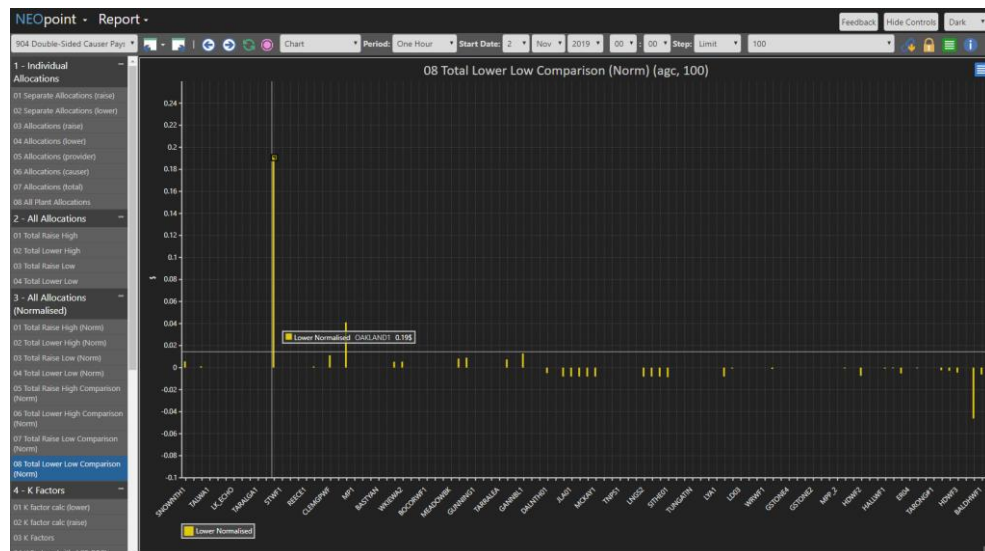 NEOpoint - Report -
Feedback Hide Controls Dark
904 Double-Sided Causer Pays
Chart Period: One Hour Start Date: 2 Nov 2019 00 : 00 Step: Limit 100
1 - Individual
Allocations
01 Separate Allocations (raise)
02 Separate Allocations (lower)
03 Allocations (raise)
04 Allocations (lower)
05 Allocations (provider)
06 Allocations (causer)
07 Allocations (total)
08 All Plant Allocations
2 - All Allocations
01 Total Raise High
02 Total Lower High
03 Total Raise Low
04 Total Lower Low
3 - All Allocations
(Normalised)
01 Total Raise High (Norm)
02 Total Lower High (Norm)
03 Total Raise Low (Norm)
04 Total Lower Low (Norm)
05 Total Raise High Comparison
(Norm)
06 Total Lower High Comparison
(Norm)
07 Total Raise Low Comparison
(Norm)
08 Total Lower Low Comparison
(Norm)
4 - K Factors
01 K factor calc (lower)
02 K factor calc (raise)
03 K Factors
08 Total Lower Low Comparison (Norm) (agc, 100)
0.24
0.22
0.2
0.18
0.16
0.14
0.12
0.1
0.08
0.06
0.04
0.02
0
-0.02
-0.04
-0.06
-0.08
-0.1
$
Lower Normalised OAKLAND1 0.19$
SNOWNTH1
TALWA1
LK_ECHO
TARALGA1
STWF1
REECE1
CLEMGPWF
MP1
BASTYAN
WKIEWA2
BOCORWF1
MEADOWBK
GUNNING1
TARRALEA
GANNBL1
DALNTH01
JLA01
MCKAY1
TNPS1
LNGS2
SITHE01
TUNGATIN
LYA1
LD03
WRWF1
GSTONE4
GSTONE2
MPP_2
HDWF2
HALLWF1
ER04
TARONG#1
HDWF3
BALDHWF1
Lower Normalised